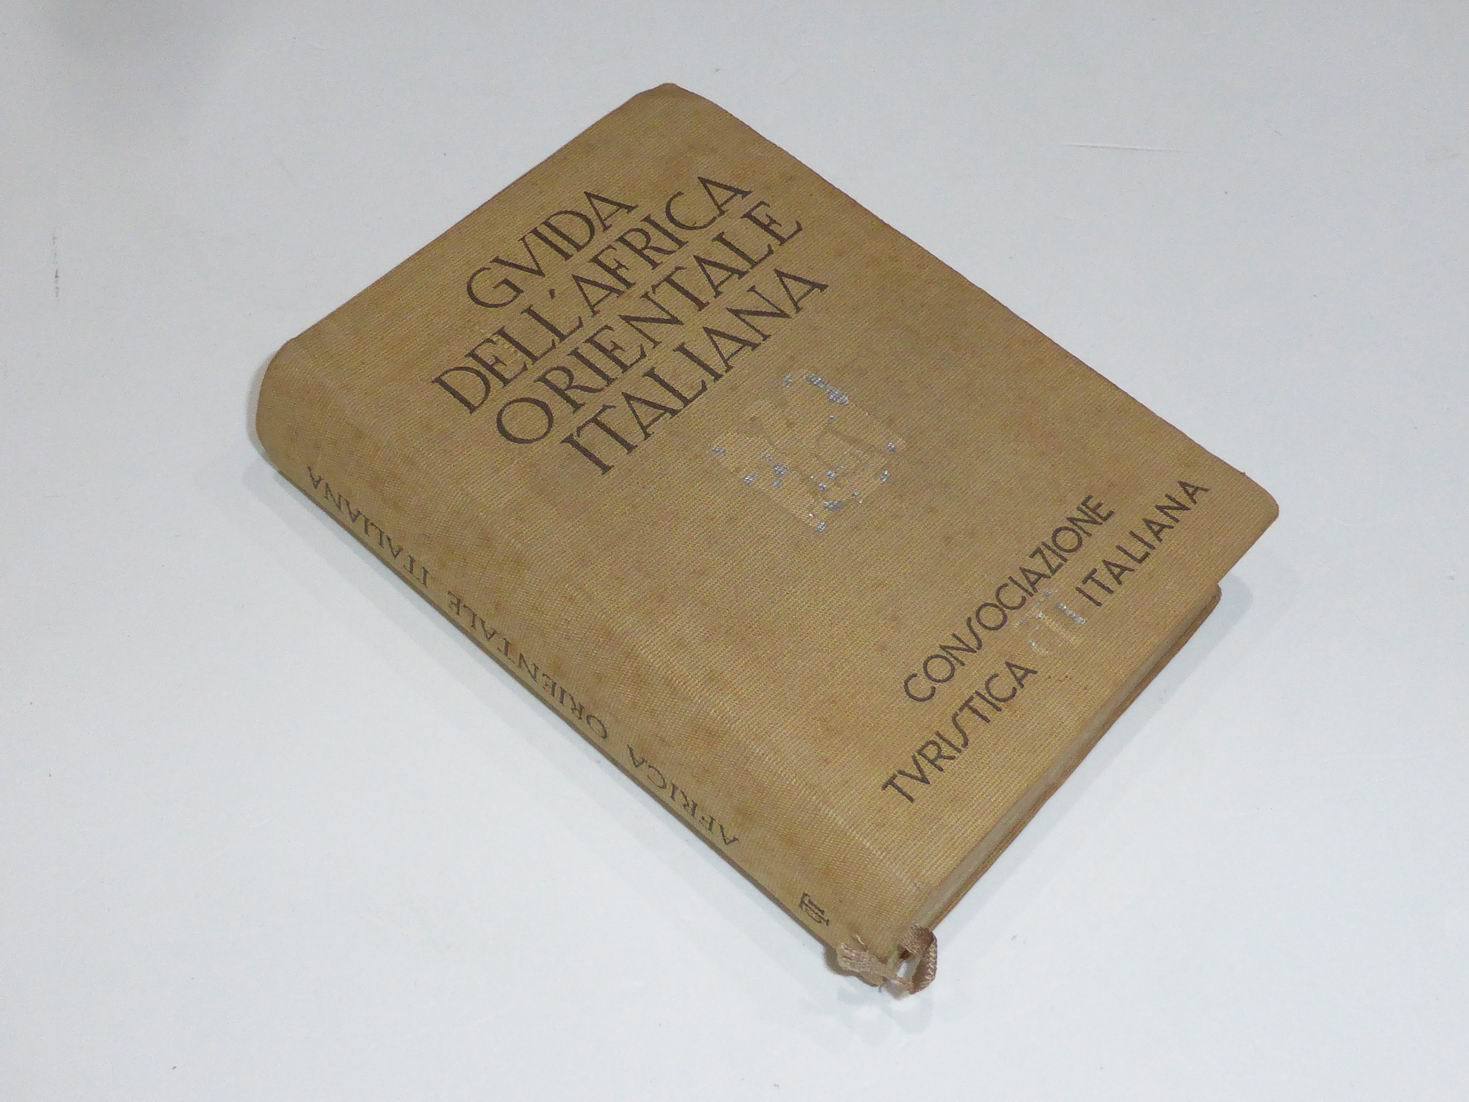 GVIDA
DELL'AFRICA
ORIENTALE
ITALIANA
CONSOCIAZIONE
TVRISTICA ITALIANA
AFRICA ORIENTALE ITALIANA